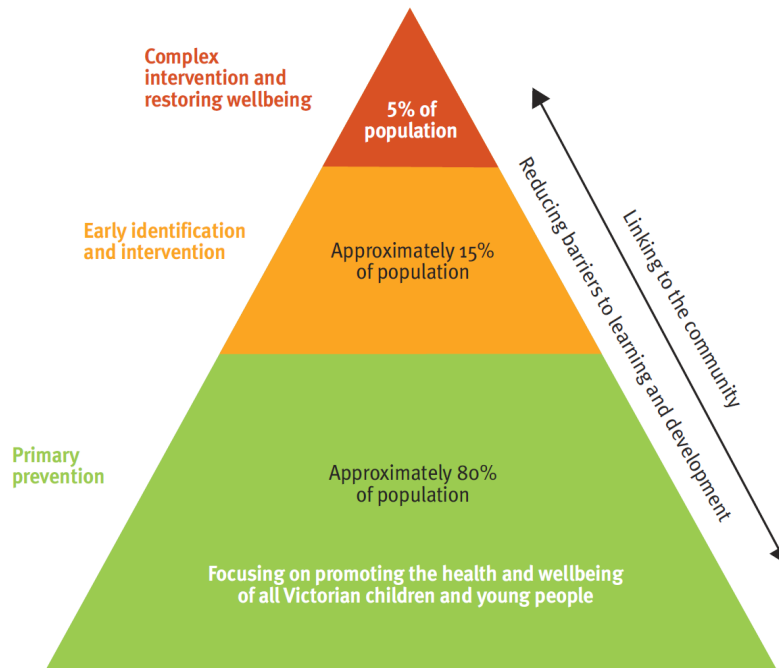 Complex
intervention and
restoring wellbeing
5% of
population
Early identification
and intervention
Approximately 15%
of population
Reducing barriers to learning and development
Linking to the community
Primary
prevention
Approximately 80%
of population
Focusing on promoting the health and wellbeing
of all Victorian children and young people